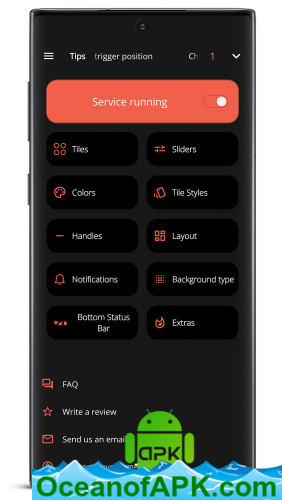 Tips trigger position Ch 1
Service running
Tiles
Sliders
Colors
Tile Styles
Handles
Layout
Notifications
Background type
Bottom Status
Bar
Extras
FAQ
Write a review
Send us an email
apk
OceanofAPK.com